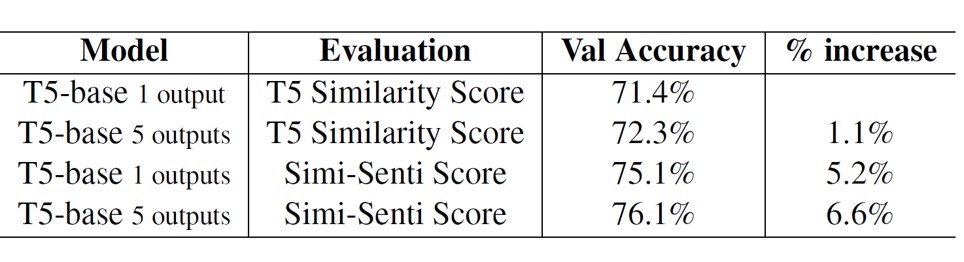 Model Evaluation Val Accuracy % increase
T5-base 1 output T5 Similarity Score 71.4%
T5-base 5 outputs T5 Similarity Score 72.3% 1.1%
T5-base 1 outputs Simi-Senti Score 75.1% 5.2%
T5-base 5 outputs Simi-Senti Score 76.1% 6.6%